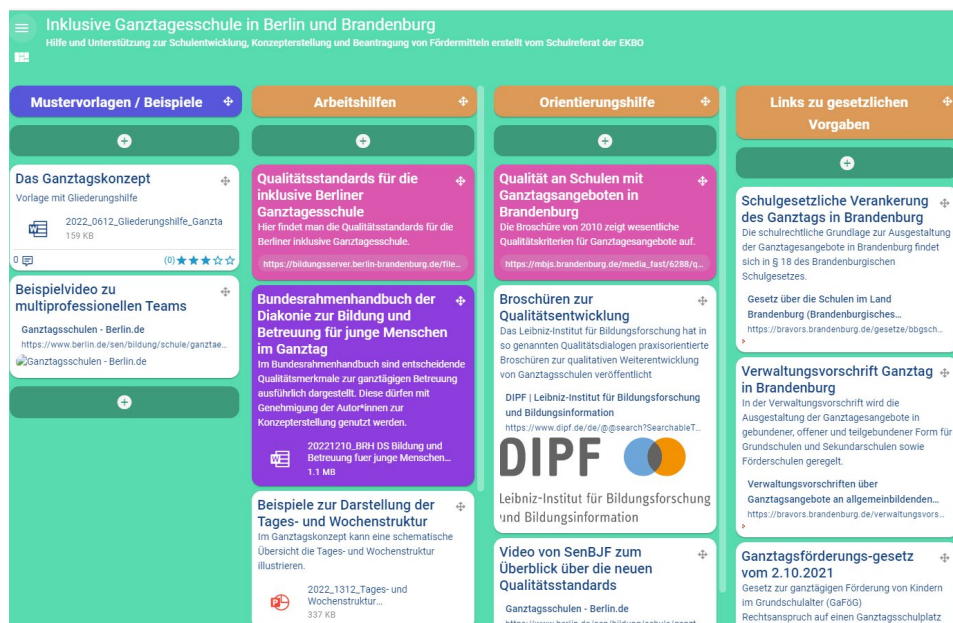 Inklusive Ganztagesschule in Berlin und Brandenburg
Hilfe und Unterstützung zur Schulentwicklung, Konzepterstellung und Beantragung von Fördermitteln erstellt vom Schulreferat der EKBO
Mustervorlagen / Beispiele
Das Ganztagskonzept
Vorlage mit Gliederungshilfe
2022_0612_Gliederungshilfe_Ganzta
159 KB
0
(0)
Beispielvideo zu
multiprofessionellen Teams
Ganztagsschulen - Berlin.de
https://www.berlin.de/sen/bildung/schule/ganztae...
Ganztagsschulen - Berlin.de
Arbeitshilfen
Qualitätsstandards für die
inklusive Berliner
Ganztagesschule
Hier findet man die Qualitätsstandards für die
Berliner inklusive Ganztagesschule.
https://bildungsserver.berlin-brandenburg.de/file...
Bundesrahmenhandbuch der
Diakonie zur Bildung und
Betreuung für junge Menschen
im Ganztag
Im Bundesrahmenhandbuch sind entscheidende
Qualitätsmerkmale zur ganztägigen Betreuung
ausführlich dargestellt. Diese dürfen mit
Genehmigung der Autor*innen zur
Konzepterstellung genutzt werden.
20221210_BRH DS Bildung und
Betreuung fuer junge Menschen...
1.1 MB
Beispiele zur Darstellung der
Tages- und Wochenstruktur
Im Ganztagskonzept kann eine schematische
Übersicht die Tages- und Wochenstruktur
illustrieren.
2022_1312_Tages- und
Wochenstruktur...
337 KB
Orientierungshilfe
Qualität an Schulen mit
Ganztagsangeboten in
Brandenburg
Die Broschüre von 2010 zeigt wesentliche
Qualitätskriterien für Ganztagesangebote auf.
https://mbjs.brandenburg.de/media_fast/6288/q...
Broschüren zur
Qualitätsentwicklung
Das Leibniz-Institut für Bildungsforschung hat in
so genannten Qualitätsdialogen praxisorientierte
Broschüren zur qualitativen Weiterentwicklung
von Ganztagsschulen veröffentlicht
DIPF | Leibniz-Institut für Bildungsforschung
und Bildungsinformation
https://www.dipf.de/de/@@search?SearchableT...
DIPF
Leibniz-Institut für Bildungsforschung
und Bildungsinformation
Video von SenBJF zum
Überblick über die neuen
Qualitätsstandards
Ganztagsschulen - Berlin.de
https://www.berlin.de/sen/bildung/schule/ganzt...
Links zu gesetzlichen
Vorgaben
Schulgesetzliche Verankerung
des Ganztags in Brandenburg
Die schulrechtliche Grundlage zur Ausgestaltung
der Ganztagesangebote in Brandenburg findet
sich in § 18 des Brandenburgischen
Schulgesetzes.
Gesetz über die Schulen im Land
Brandenburg (Brandenburgisches...
https://bravors.brandenburg.de/gesetze/bbgsch...
Verwaltungsvorschrift Ganztag
in Brandenburg
In der Verwaltungsvorschrift wird die
Ausgestaltung der Ganztagesangebote in
gebundener, offener und teilgebundener Form für
Grundschulen und Sekundarschulen sowie
Förderschulen geregelt.
Verwaltungsvorschriften über
Ganztagsangebote an allgemeinbildenden...
https://bravors.brandenburg.de/verwaltungsvors...
Ganztagsförderungs-gesetz
vom 2.10.2021
Gesetz zur ganztägigen Förderung von Kindern
im Grundschulalter (GaFöG)
Rechtsanspruch auf einen Ganztagsschulplatz